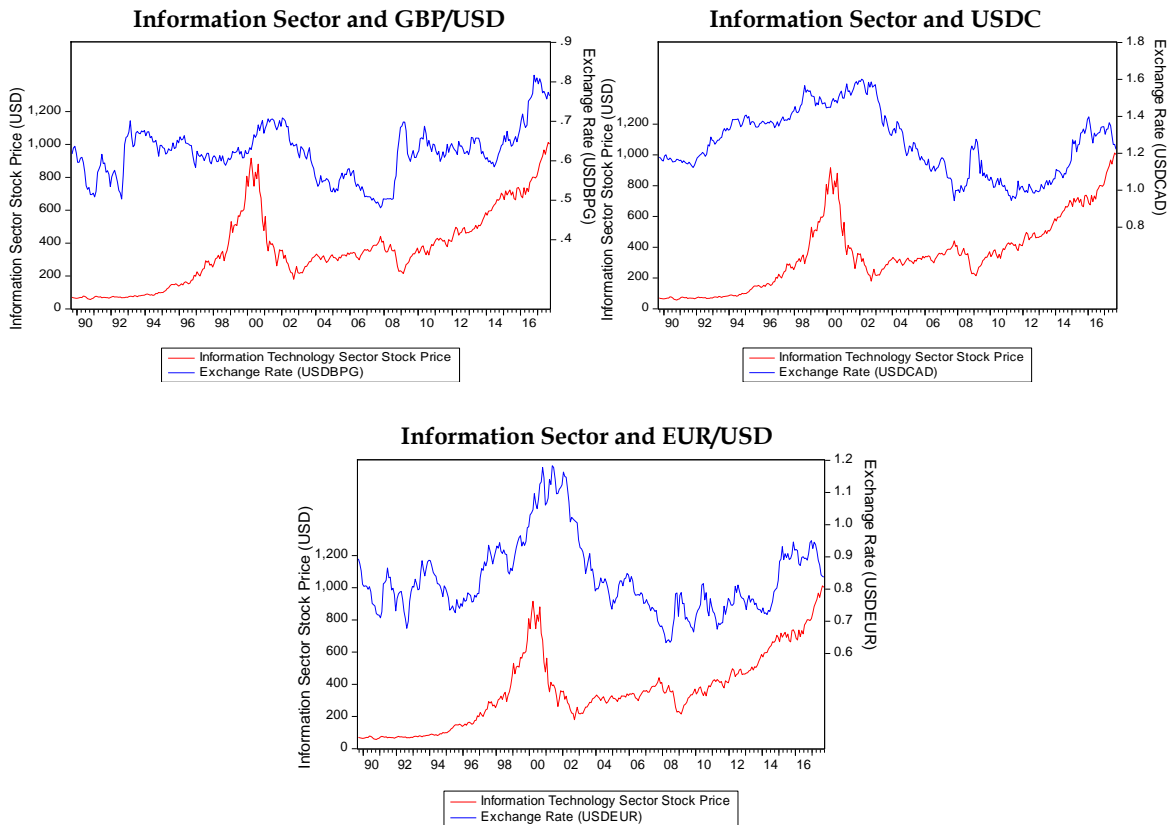 Information Sector and GBP/USD
Information Sector Stock Price (USD)
1,200
1,000
800
600
400
200
0
.9
.8
.7
.6
.5
.4
Exchange Rate (USDBPG)
90 92 94 96 98 00 02 04 06 08 10 12 14 16
Information Technology Sector Stock Price
Exchange Rate (USDBPG)
Information Sector and USDC
Information Sector Stock Price (USD)
1,200
1,000
800
600
400
200
0
1.8
1.6
1.4
1.2
1.0
0.8
Exchange Rate (USDCAD)
90 92 94 96 98 00 02 04 06 08 10 12 14 16
Information Technology Sector Stock Price
Exchange Rate (USDCAD)
Information Sector and EUR/USD
Information Sector Stock Price (USD)
1,200
1,000
800
600
400
200
0
1.2
1.1
1.0
0.9
0.8
0.7
0.6
Exchange Rate (USDEUR)
90 92 94 96 98 00 02 04 06 08 10 12 14 16
Information Technology Sector Stock Price
Exchange Rate (USDEUR)